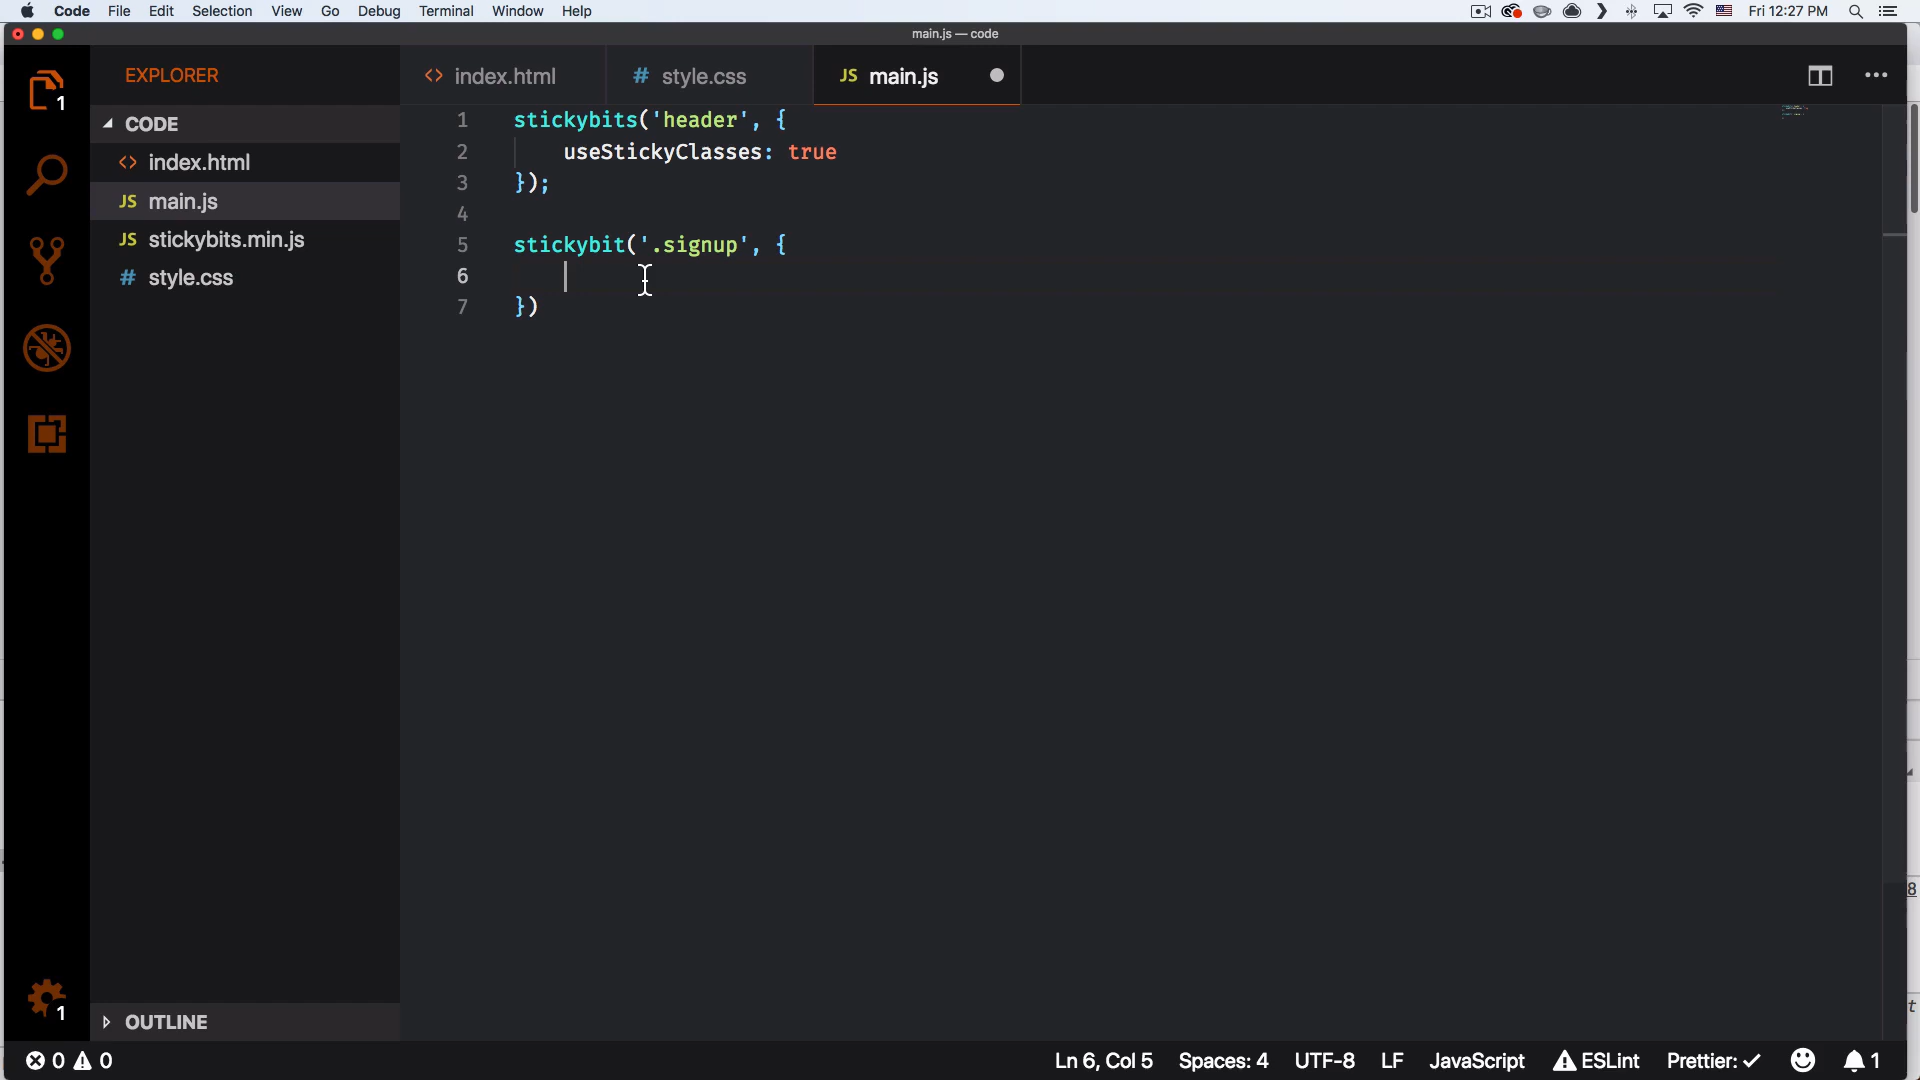 Code File Edit Selection View Go Debug Terminal Window Help Fri 12:27 PM
main.js — code
EXPLORER
<> index.html # style.css JS main.js
CODE
<> index.html
JS main.js
JS stickybits.min.js
# style.css
1 stickybits('header', {
2 useStickyClasses: true
3 });
4
5 stickybit('.signup', {
6
7 })
1
8
t
1
OUTLINE
0 0 Ln 6, Col 5 Spaces: 4 UTF-8 LF JavaScript ESLint Prettier: ✓ 1